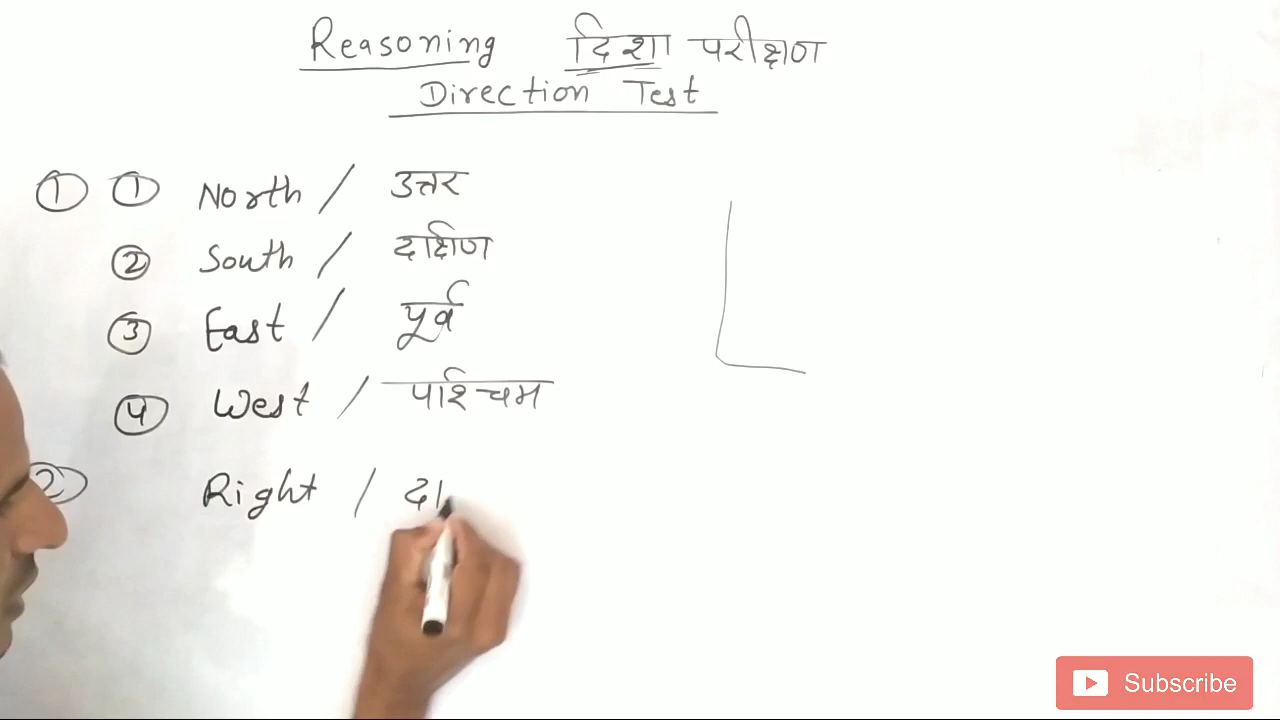 Reasoning दिशा परीक्षण
Direction Test
① ① North / उत्तर
② South / दक्षिण
③ East / पूर्व
④ West / पश्चिम
② Right / दा
Subscribe